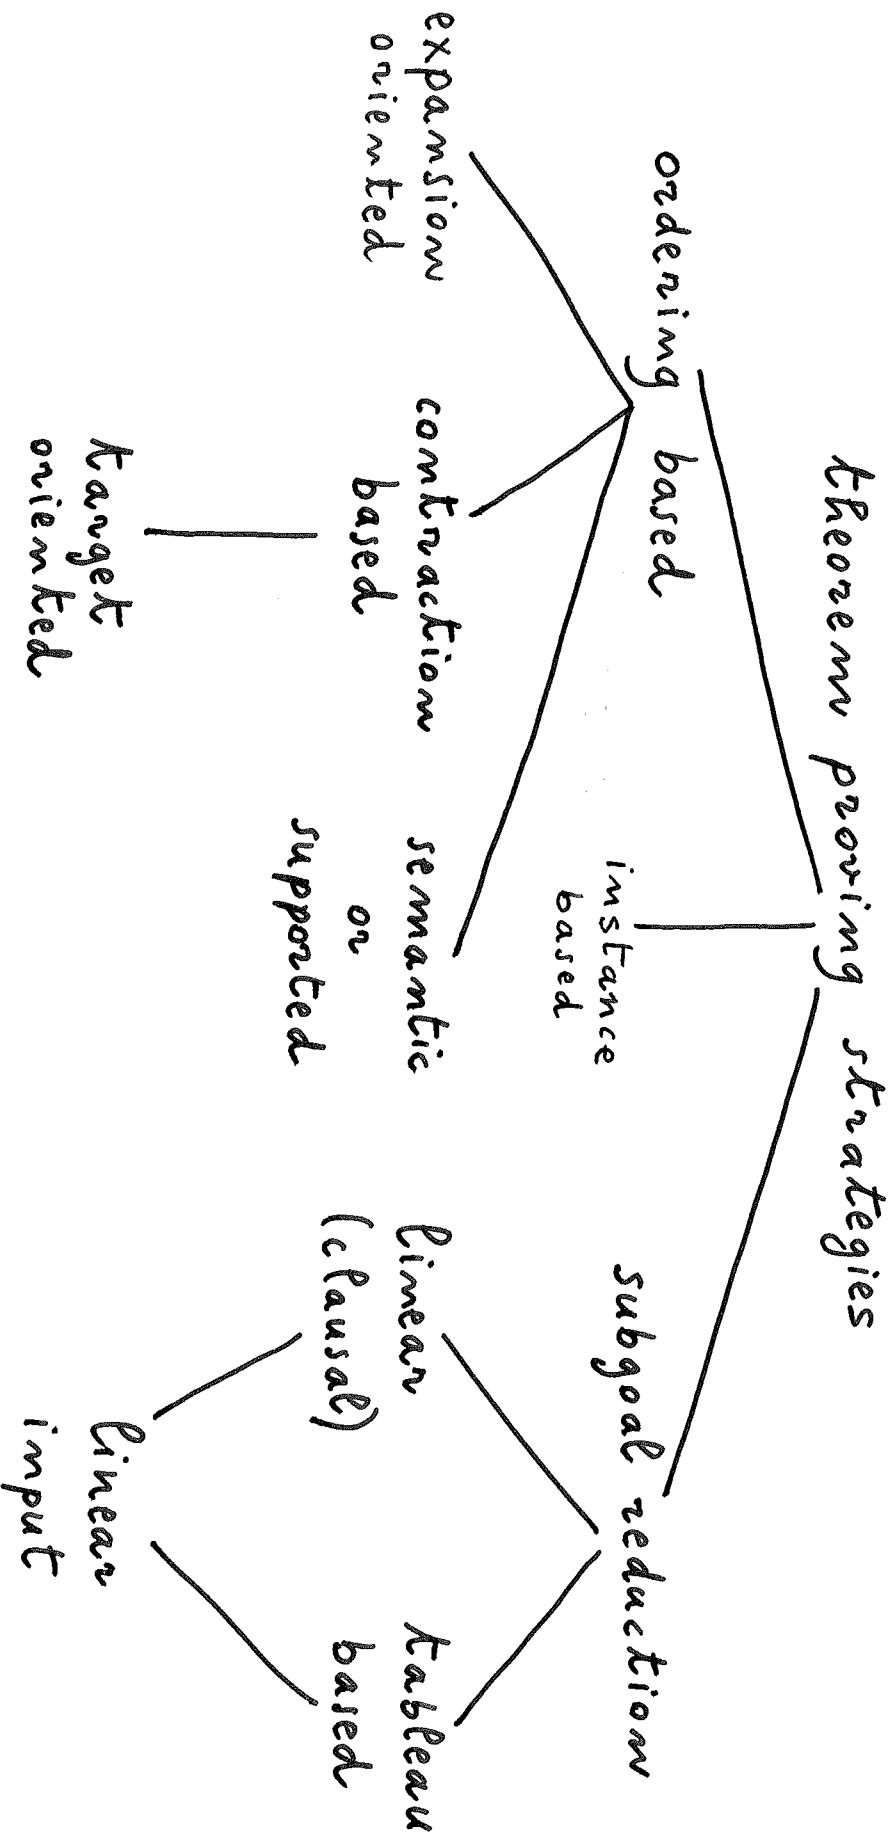 theorem proving strategies
ordering based
instance
based
subgoal reduction
expansion
oriented
contraction
based
semantic
or
supported
linear
(clausal)
tableau
based
target
oriented
linear
input